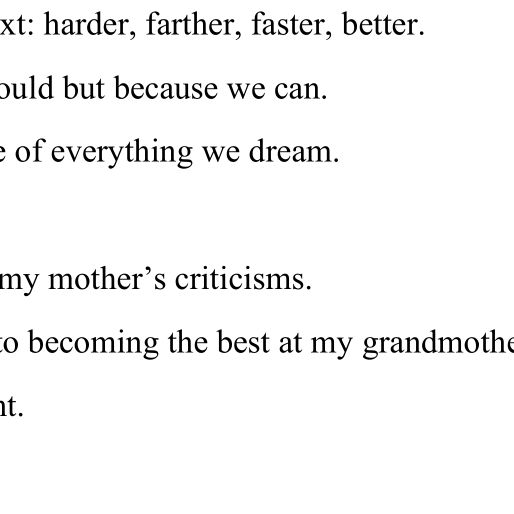 xt: harder, farther, faster, better.
ould but because we can.
e of everything we dream.
my mother’s criticisms.
to becoming the best at my grandmothe
nt.